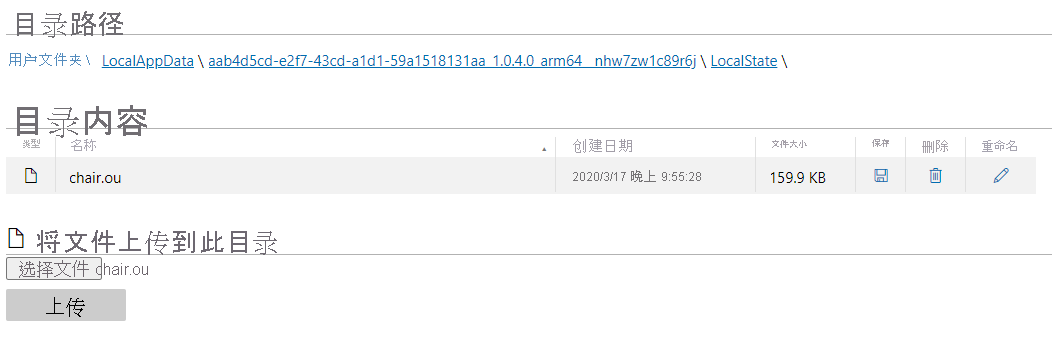 目录路径
用户文件夹 \ LocalAppData \ aab4d5cd-e2f7-43cd-a1d1-59a1518131aa_1.0.4.0_arm64__nhw7zw1c89r6j \ LocalState \
目录内容
类型 名称 创建日期 文件大小 保存 删除 重命名
chair.ou 2020/3/17 晚上 9:55:28 159.9 KB
将文件上传到此目录
选择文件 chair.ou
上传